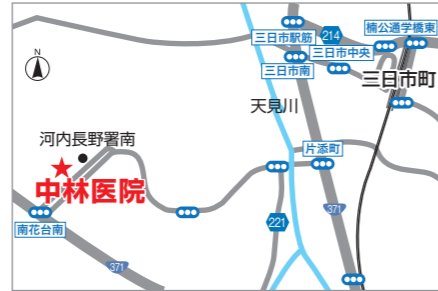 N
三日市駅筋
214
楠公通学橋東
三日市中央
三日市南
三日市町
天見川
河内長野署南
中林医院
片添町
南花台南
221
371
371